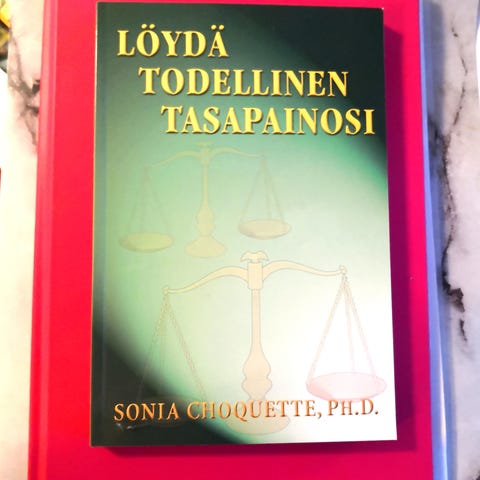 LÖYDÄ
TODELLINEN
TASAPAINOSI
SONIA CHOQUETTE, PH.D.